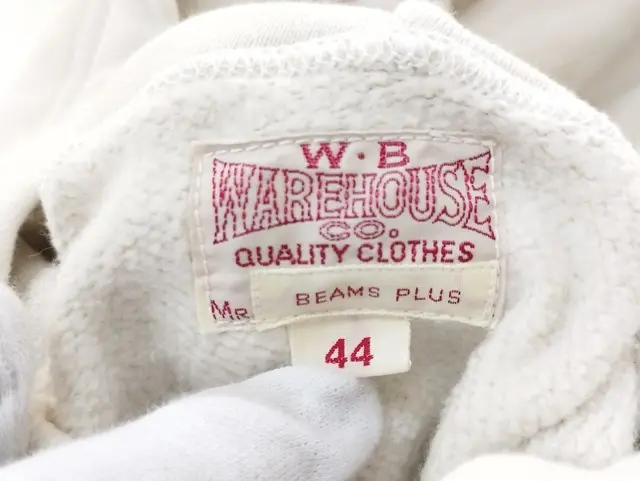 W・B
WAREHOUSE
CO.
QUALITY CLOTHES
BEAMS PLUS
MR
44